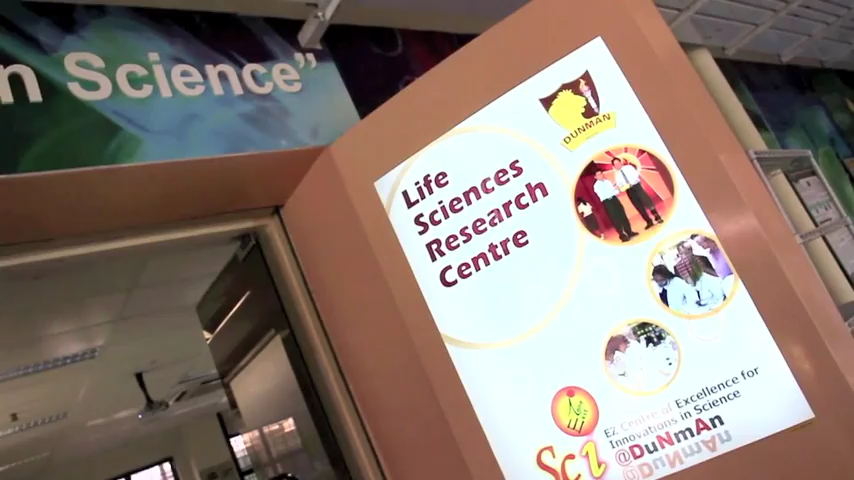 n Science”
DUNMAN
Life
Sciences
Research
Centre
EZ Centre of Excellence for
Innovations in Science
Sci @DuNmAn